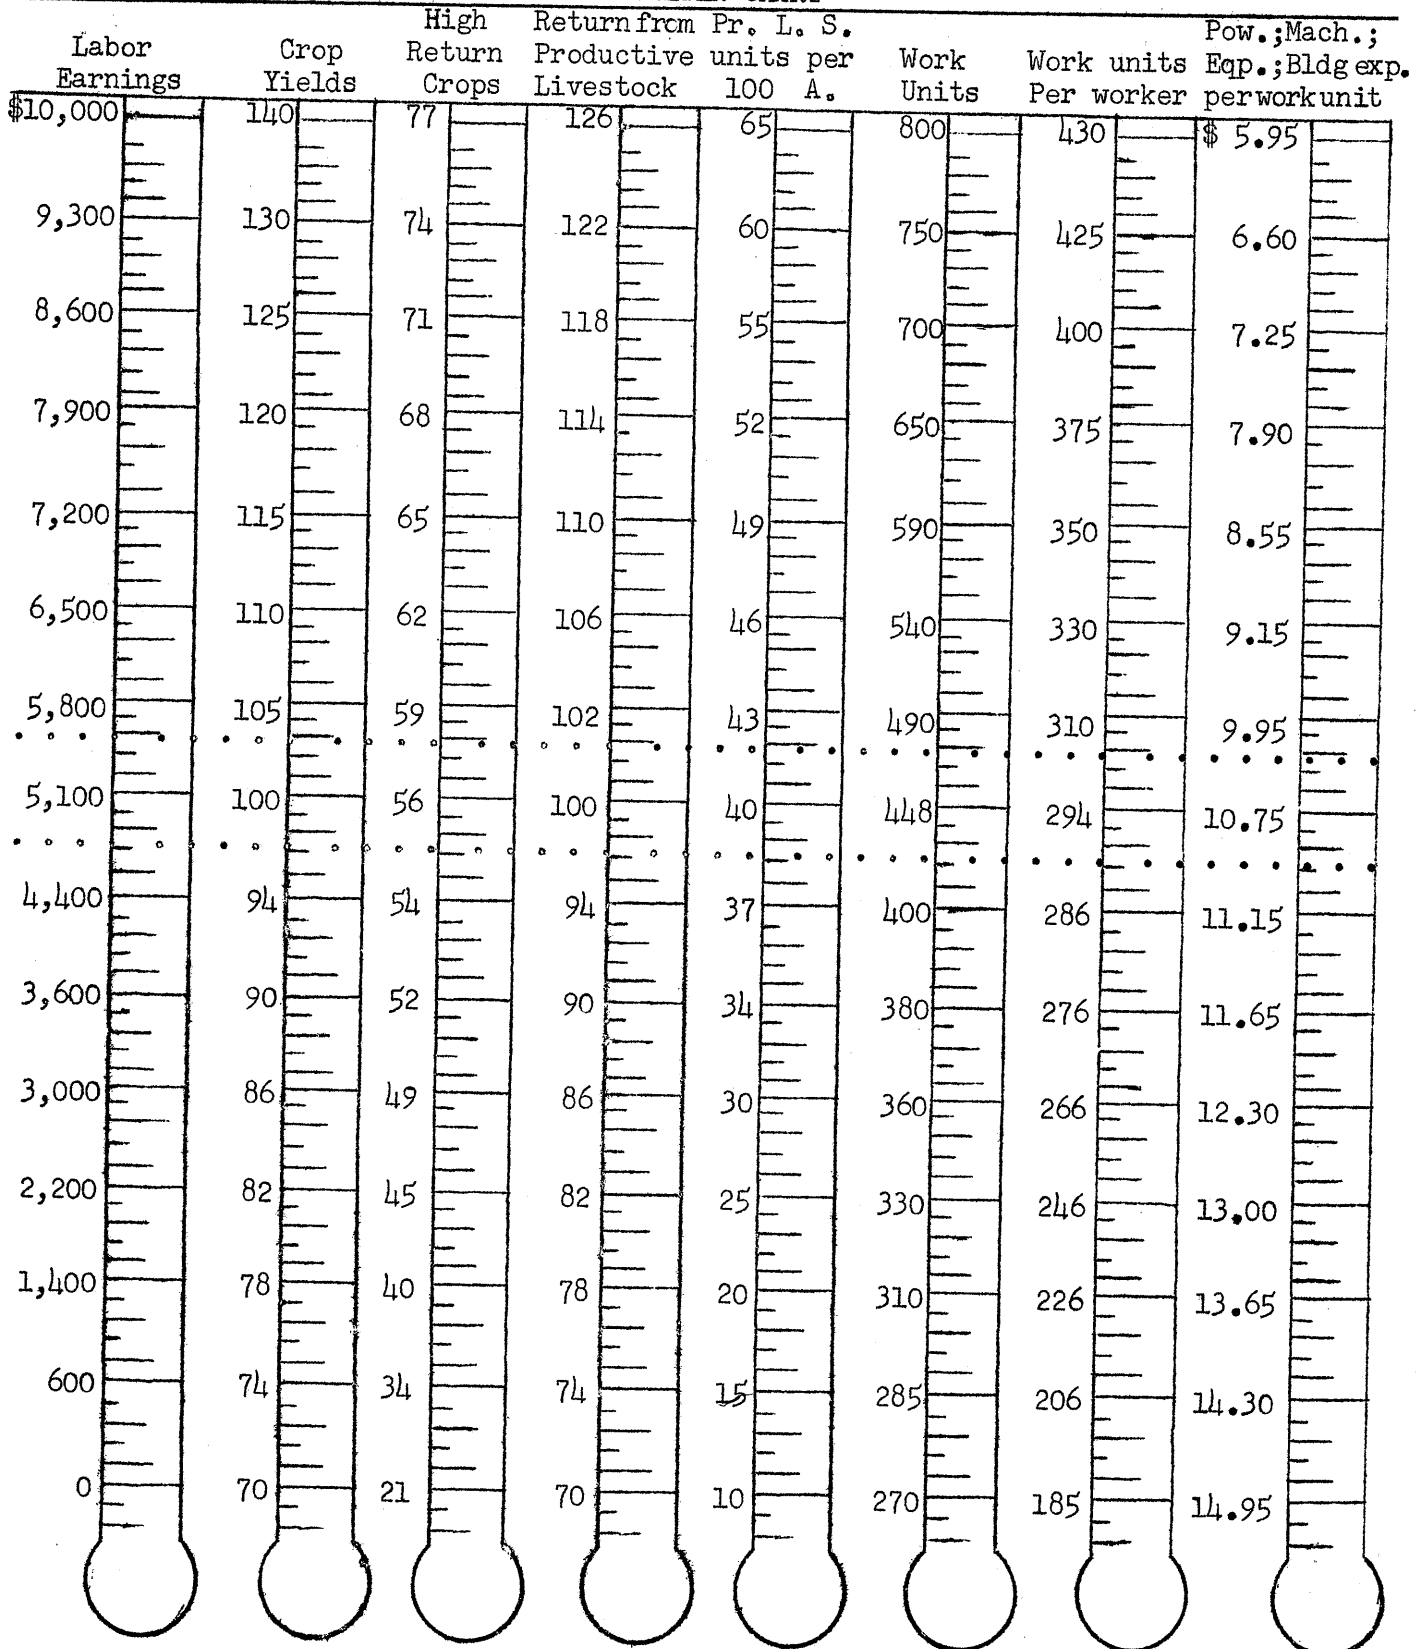 High Return from Pr. L. S. Pow.;Mach.;
Labor Crop Return Productive units per Work Work units Eqp.;Bldg exp.
Earnings Yields Crops Livestock 100 A. Units Per worker per work unit
$10,000 140 77 126 65 800 430 $ 5.95
9,300 130 74 122 60 750 425 6.60
8,600 125 71 118 55 700 400 7.25
7,900 120 68 114 52 650 375 7.90
7,200 115 65 110 49 590 350 8.55
6,500 110 62 106 46 540 330 9.15
5,800 105 59 102 43 490 310 9.95
5,100 100 56 100 40 448 294 10.75
4,400 94 54 94 37 400 286 11.15
3,600 90 52 90 34 380 276 11.65
3,000 86 49 86 30 360 266 12.30
2,200 82 45 82 25 330 246 13.00
1,400 78 40 78 20 310 226 13.65
600 74 34 74 15 285 206 14.30
0 70 21 70 10 270 185 14.95